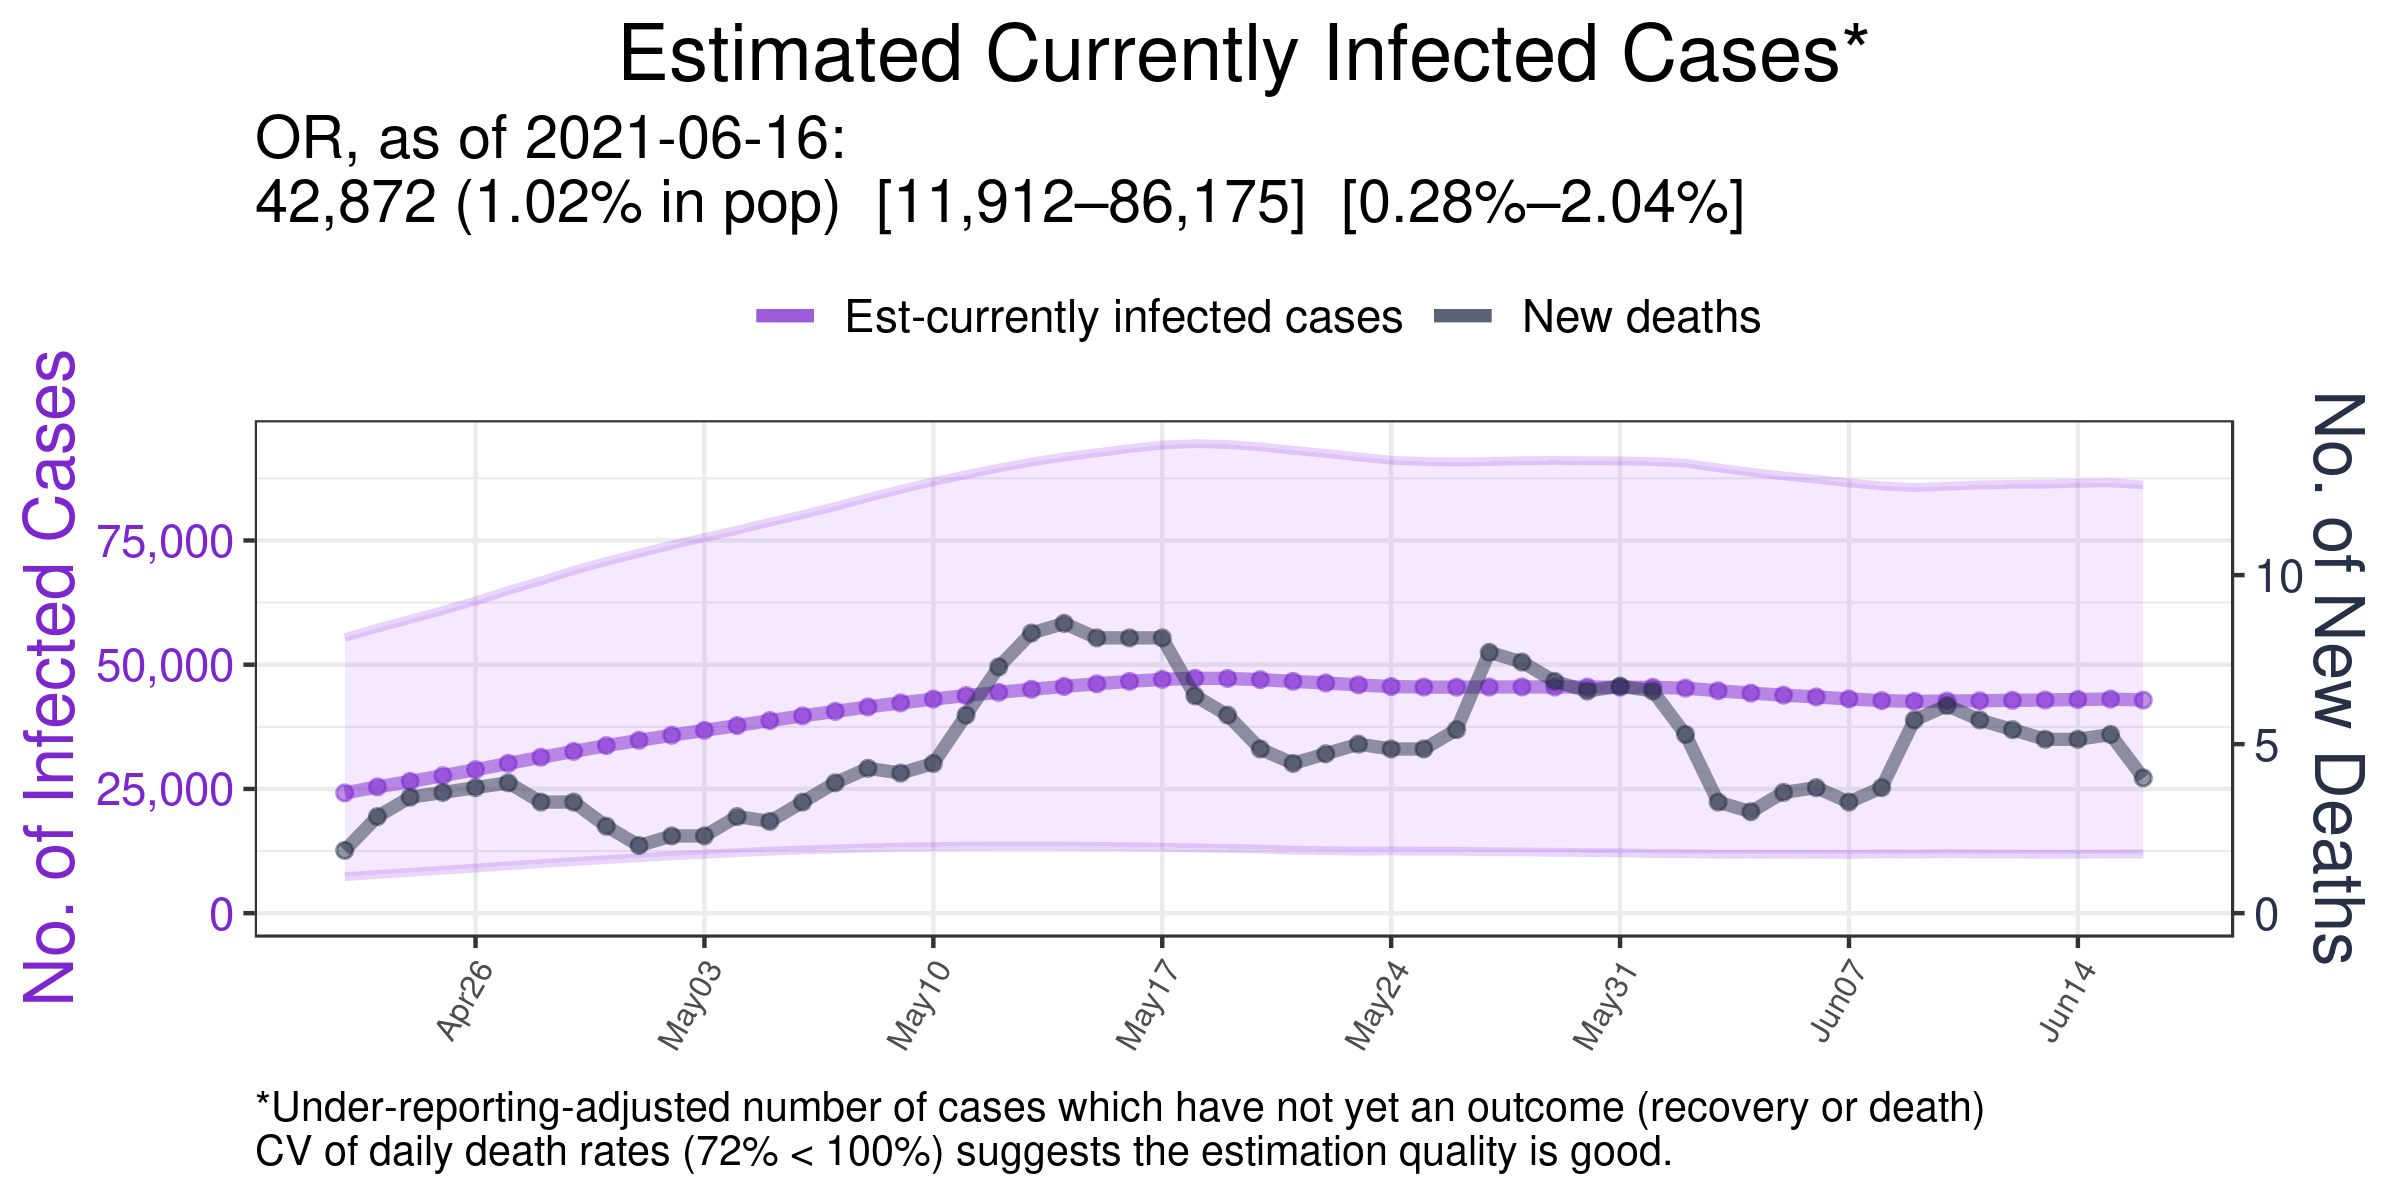 Estimated Currently Infected Cases*
OR, as of 2021-06-16:
42,872 (1.02% in pop)  [11,912–86,175]  [0.28%–2.04%]
Est-currently infected cases
New deaths
No. of Infected Cases
75,000
50,000
25,000
0
10
5
0
No. of New Deaths
Apr26
May03
May10
May17
May24
May31
Jun07
Jun14
*Under-reporting-adjusted number of cases which have not yet an outcome (recovery or death)
CV of daily death rates (72% < 100%) suggests the estimation quality is good.